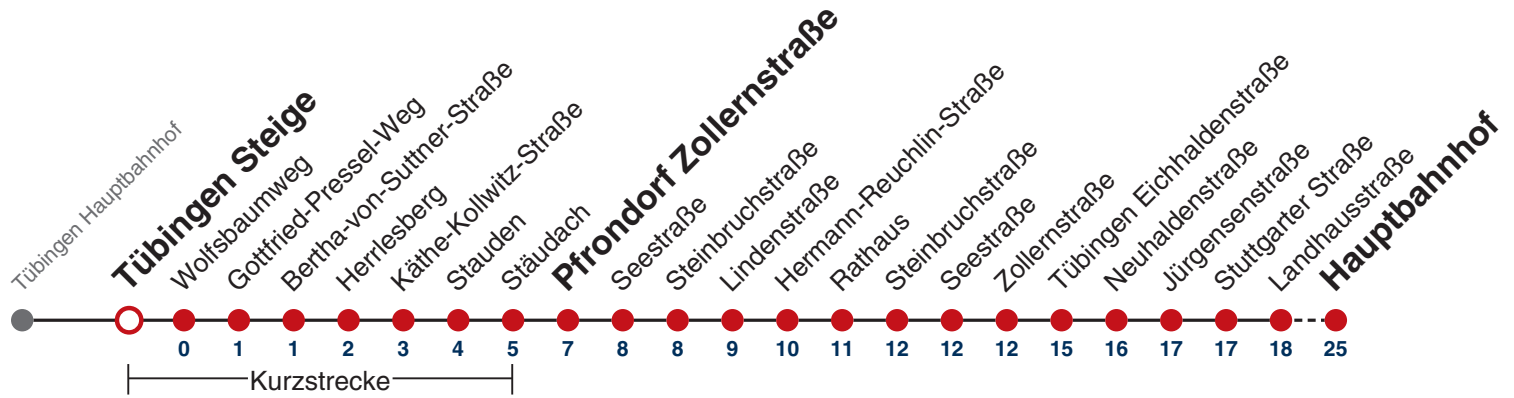 Tübingen Hauptbahnhof
Tübingen Steige
Wolfsbaumweg
Gottfried-Pressel-Weg
Bertha-von-Suttner-Straße
Herrlesberg
Käthe-Kollwitz-Straße
Stauden
Stäudach
Pfrondorf Zollernstraße
Seestraße
Steinbruchstraße
Lindenstraße
Hermann-Reuchlin-Straße
Rathaus
Steinbruchstraße
Seestraße
Zollernstraße
Tübingen Eichhaldenstraße
Neuhaldenstraße
Jürgensenstraße
Stuttgarter Straße
Landhausstraße
Hauptbahnhof
0 1 1 2 3 4 5 7 8 8 9 10 11 12 12 12 15 16 17 17 18 25
Kurzstrecke